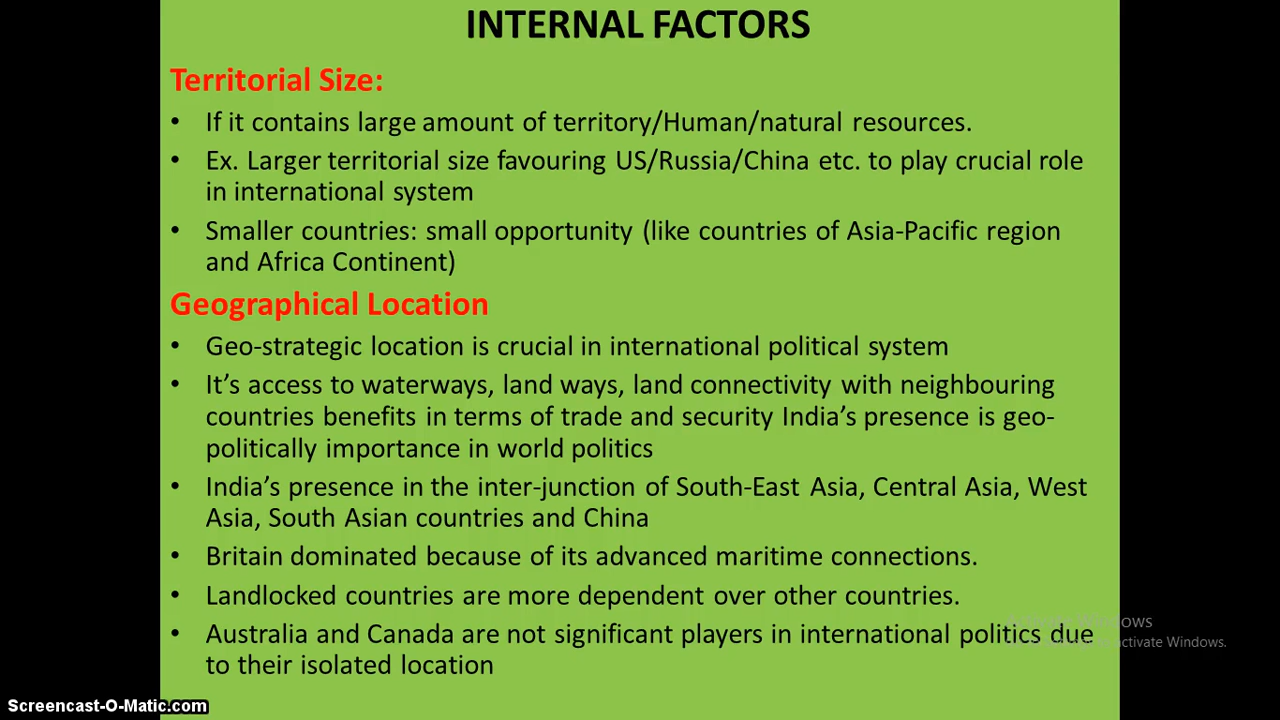 INTERNAL FACTORS
Territorial Size:
• If it contains large amount of territory/Human/natural resources.
• Ex. Larger territorial size favouring US/Russia/China etc. to play crucial role
in international system
• Smaller countries: small opportunity (like countries of Asia-Pacific region
and Africa Continent)
Geographical Location
• Geo-strategic location is crucial in international political system
• It’s access to waterways, land ways, land connectivity with neighbouring
countries benefits in terms of trade and security India’s presence is geo-
politically importance in world politics
• India’s presence in the inter-junction of South-East Asia, Central Asia, West
Asia, South Asian countries and China
• Britain dominated because of its advanced maritime connections.
• Landlocked countries are more dependent over other countries.
• Australia and Canada are not significant players in international politics due
to their isolated location
Windows
activate Windows.
Screencast-O-Matic.com